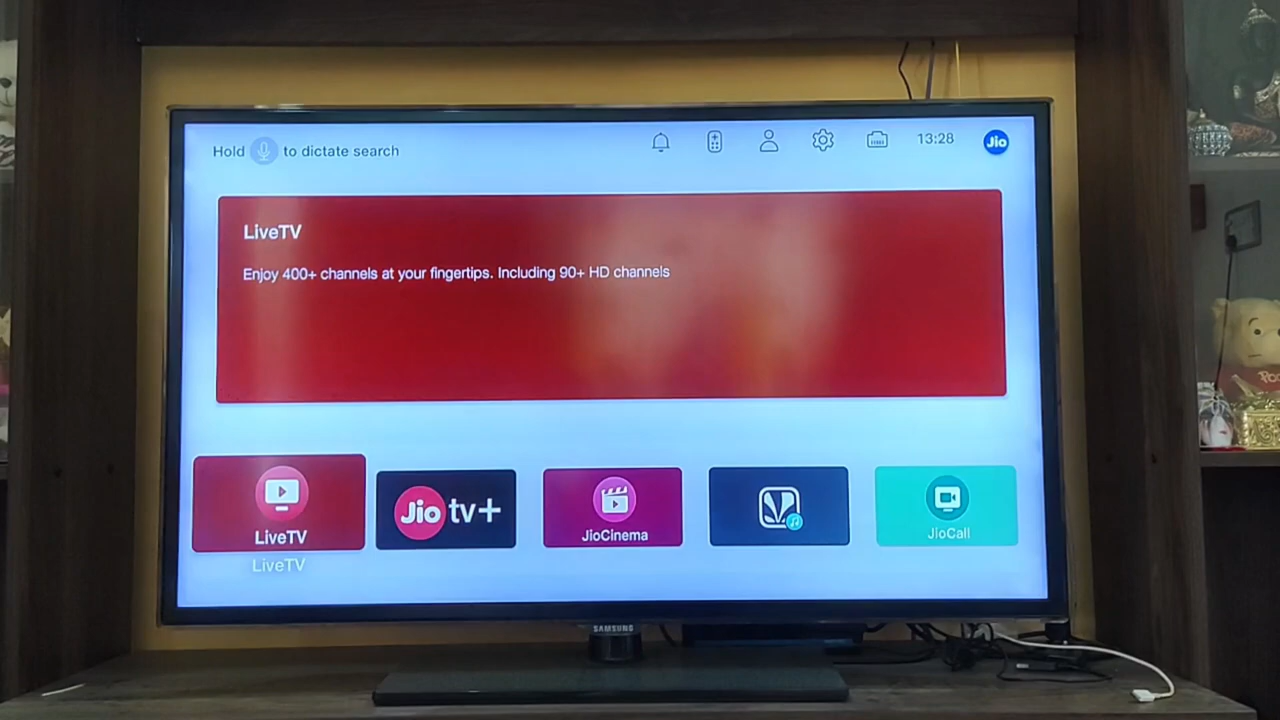 Hold to dictate search
13:28
Jio
LiveTV
Enjoy 400+ channels at your fingertips. Including 90+ HD channels
LiveTV
Jio tv+
JioCinema
JioCall
LiveTV
SAMSUNG